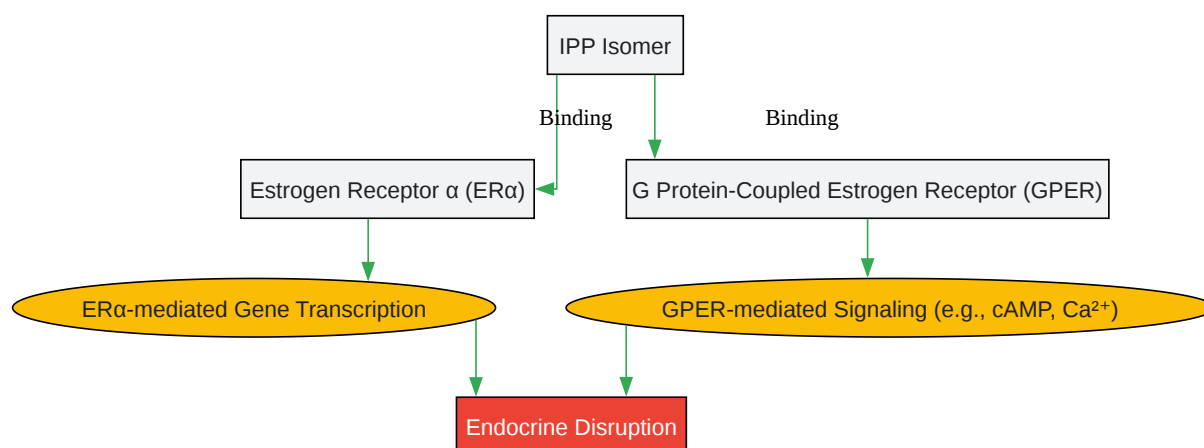 IPP Isomer
Binding
Binding
Estrogen Receptor α (ERα)
G Protein-Coupled Estrogen Receptor (GPER)
ERα-mediated Gene Transcription
GPER-mediated Signaling (e.g., cAMP, Ca²⁺)
Endocrine Disruption